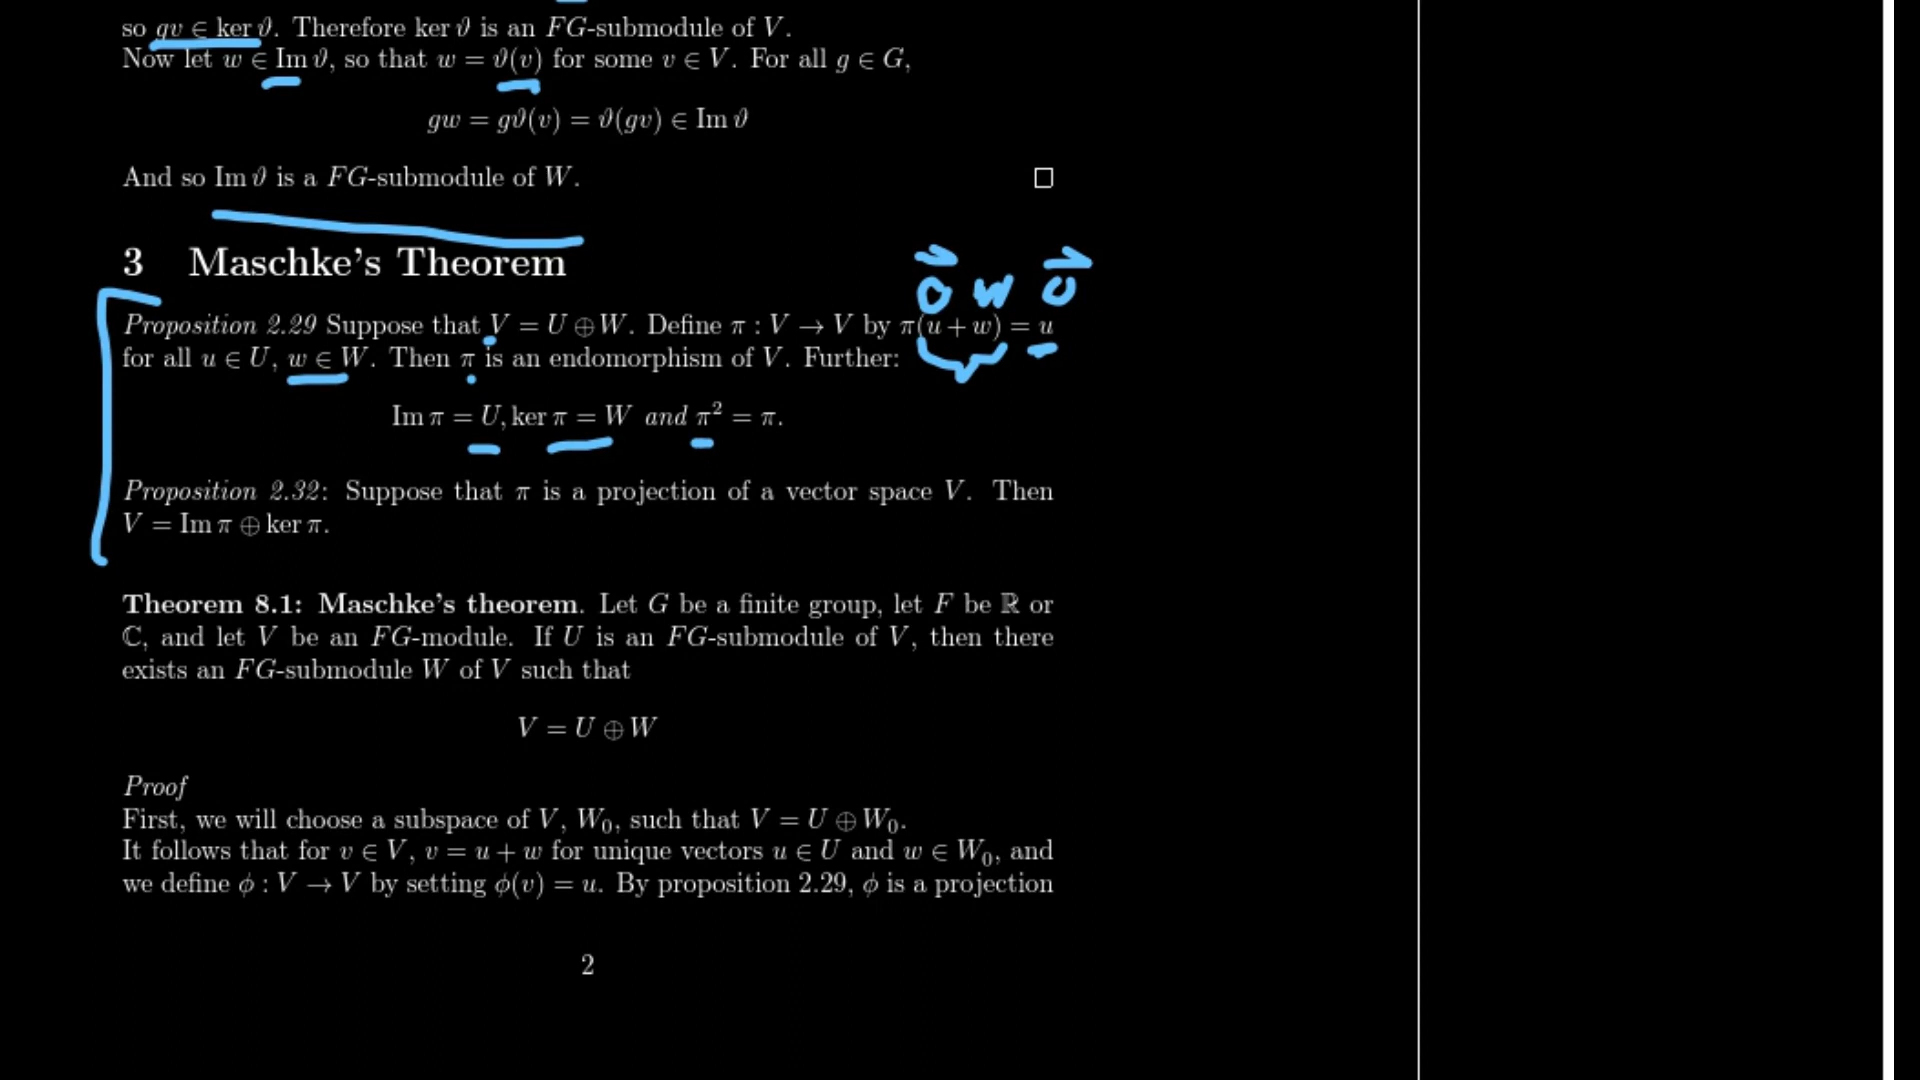 so gv ∈ ker ϑ. Therefore ker ϑ is an FG-submodule of V.
Now let w ∈ Im ϑ, so that w = ϑ(v) for some v ∈ V. For all g ∈ G,
gw = gϑ(v) = ϑ(gv) ∈ Im ϑ
And so Im ϑ is a FG-submodule of W. □
3 Maschke's Theorem
0⃗ w 0⃗
Proposition 2.29 Suppose that V = U ⊕ W. Define π : V → V by π(u + w) = u
for all u ∈ U, w ∈ W. Then π is an endomorphism of V. Further:
Im π = U, ker π = W and π² = π.
Proposition 2.32: Suppose that π is a projection of a vector space V. Then
V = Im π ⊕ ker π.
Theorem 8.1: Maschke's theorem. Let G be a finite group, let F be ℝ or
ℂ, and let V be an FG-module. If U is an FG-submodule of V, then there
exists an FG-submodule W of V such that
V = U ⊕ W
Proof
First, we will choose a subspace of V, W₀, such that V = U ⊕ W₀.
It follows that for v ∈ V, v = u + w for unique vectors u ∈ U and w ∈ W₀, and
we define ϕ : V → V by setting ϕ(v) = u. By proposition 2.29, ϕ is a projection
2